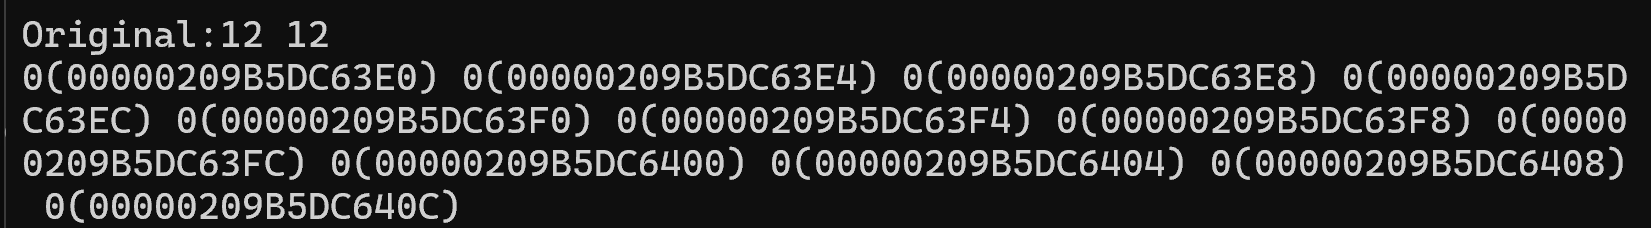 Original:12 12
0(00000209B5DC63E0) 0(00000209B5DC63E4) 0(00000209B5DC63E8) 0(00000209B5D
C63EC) 0(00000209B5DC63F0) 0(00000209B5DC63F4) 0(00000209B5DC63F8) 0(0000
0209B5DC63FC) 0(00000209B5DC6400) 0(00000209B5DC6404) 0(00000209B5DC6408)
 0(00000209B5DC640C)